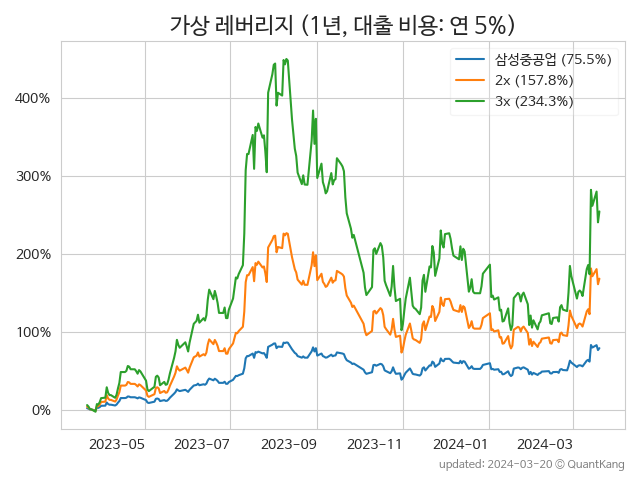 가상 레버리지 (1년, 대출 비용: 연 5%)
삼성중공업 (75.5%)
2x (157.8%)
3x (234.3%)
400%
300%
200%
100%
0%
2023-05
2023-07
2023-09
2023-11
2024-01
2024-03
updated: 2024-03-20 © QuantKang